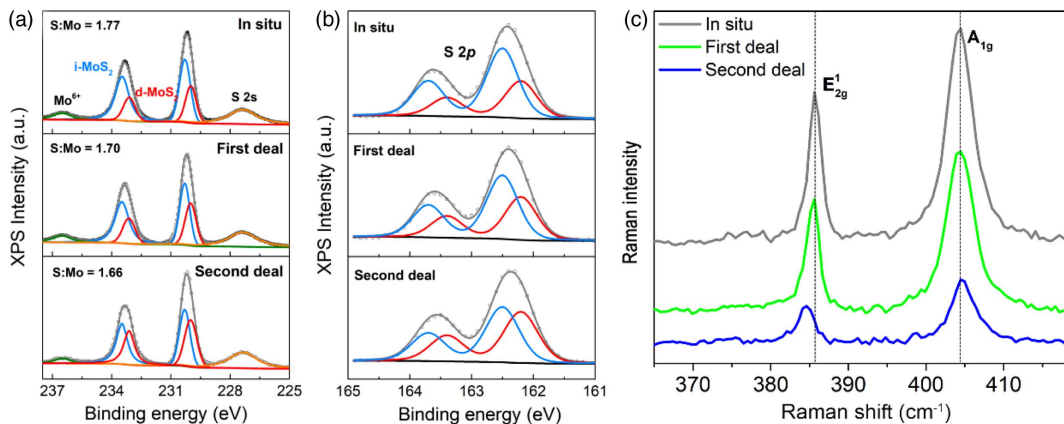 (a)
S:Mo = 1.77
In situ
i-MoS2
Mo6+
d-MoS2
S 2s
S:Mo = 1.70
First deal
S:Mo = 1.66
Second deal
XPS Intensity (a.u.)
237 234 231 228 225
Binding energy (eV)
(b)
In situ
S 2p
First deal
Second deal
XPS Intensity (a.u.)
165 164 163 162 161
Binding energy (eV)
(c)
In situ
First deal
Second deal
E12g
A1g
Raman intensity
370 380 390 400 410
Raman shift (cm-1)